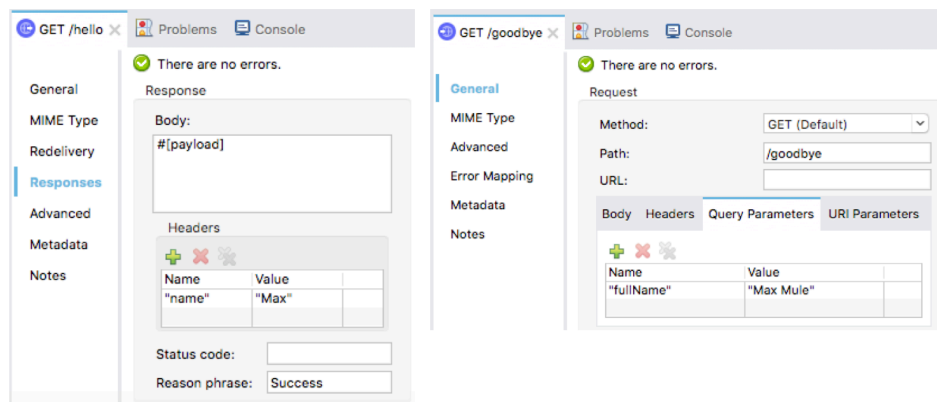 GET /hello
Problems
Console
There are no errors.
General
MIME Type
Redelivery
Responses
Advanced
Metadata
Notes
Response
Body:
#[payload]
Headers
Name Value
"name" "Max"
Status code:
Reason phrase: Success
GET /goodbye
Problems
Console
There are no errors.
General
MIME Type
Advanced
Error Mapping
Metadata
Notes
Request
Method: GET (Default)
Path: /goodbye
URL:
Body Headers Query Parameters URI Parameters
Name Value
"fullName" "Max Mule"